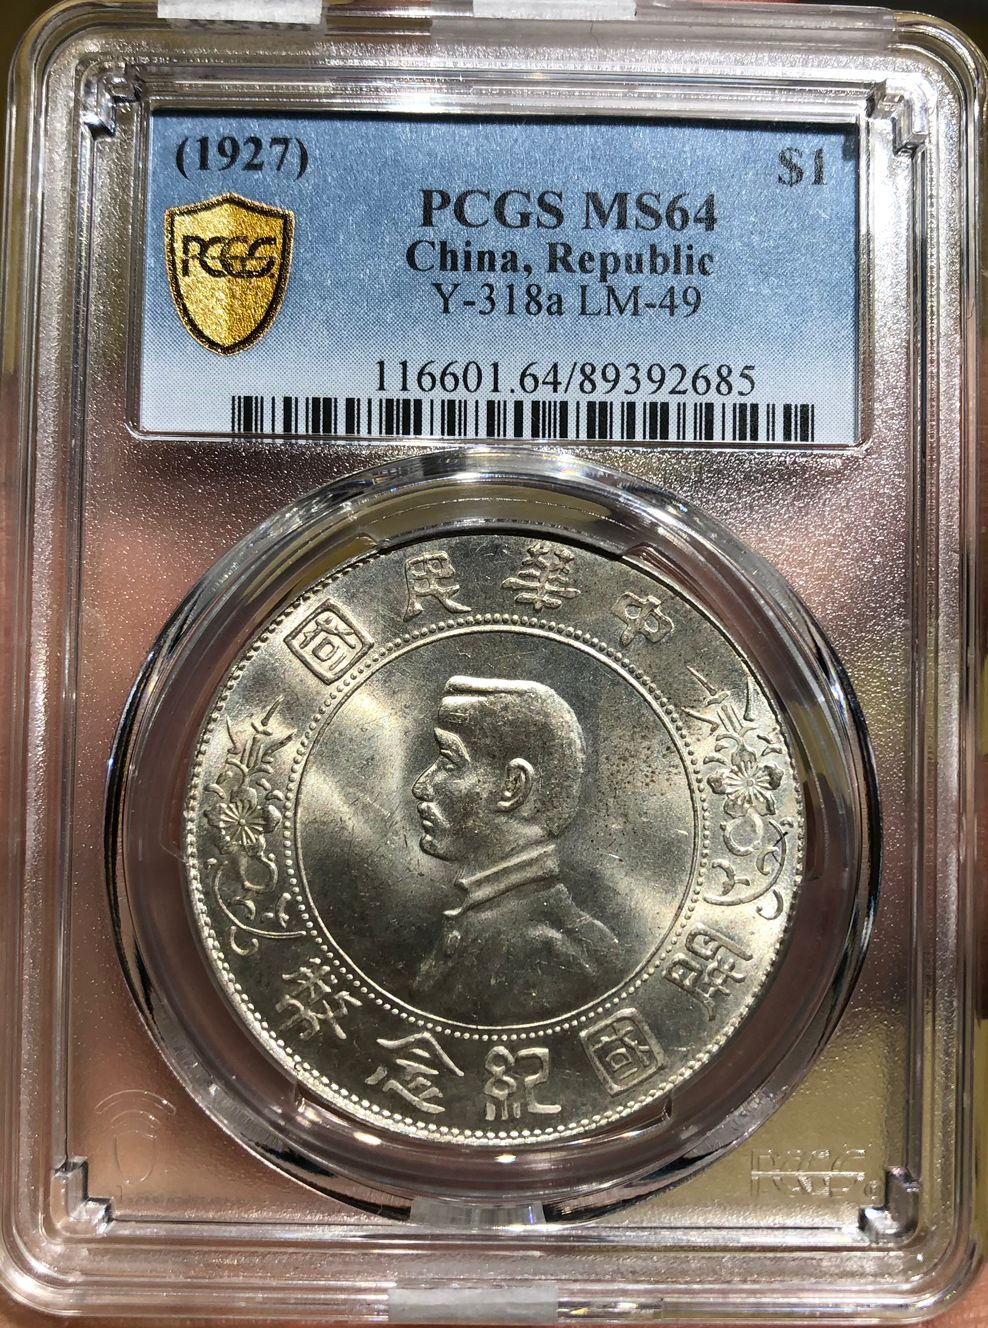 (1927)
$1
PCGS MS64
China, Republic
Y-318a LM-49
PCGS
116601.64/89392685
中華民國
開國紀念幣
PCGS